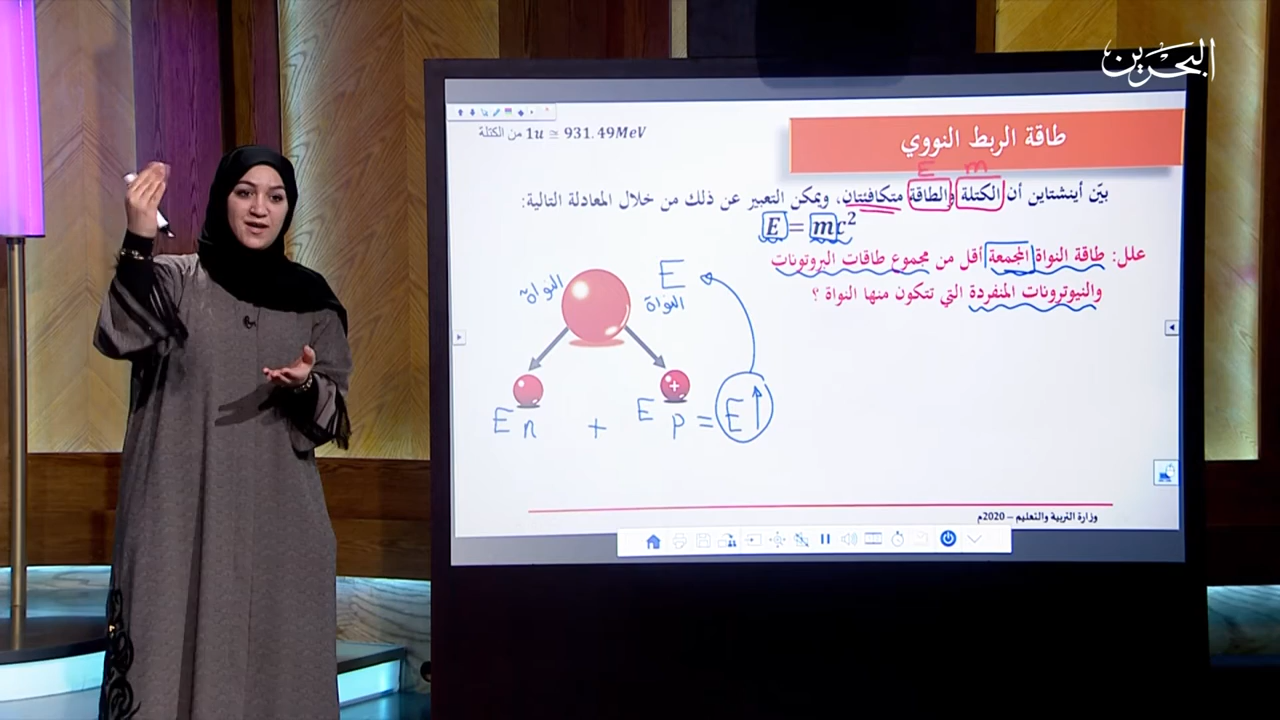 البحرين
طاقة الربط النووي
1u ≃ 931.49MeV من الكتلة
E m
بيّن أينشتاين أن الكتلة والطاقة متكافئتان، ويمكن التعبير عن ذلك من خلال المعادلة التالية:
E = mc²
علل: طاقة النواة المجمعة أقل من مجموع طاقات البروتونات
والنيوترونات المنفردة التي تتكون منها النواة ؟
النواة
E
النواة
+
E n + E p = E↑
وزارة التربية والتعليم – 2020م